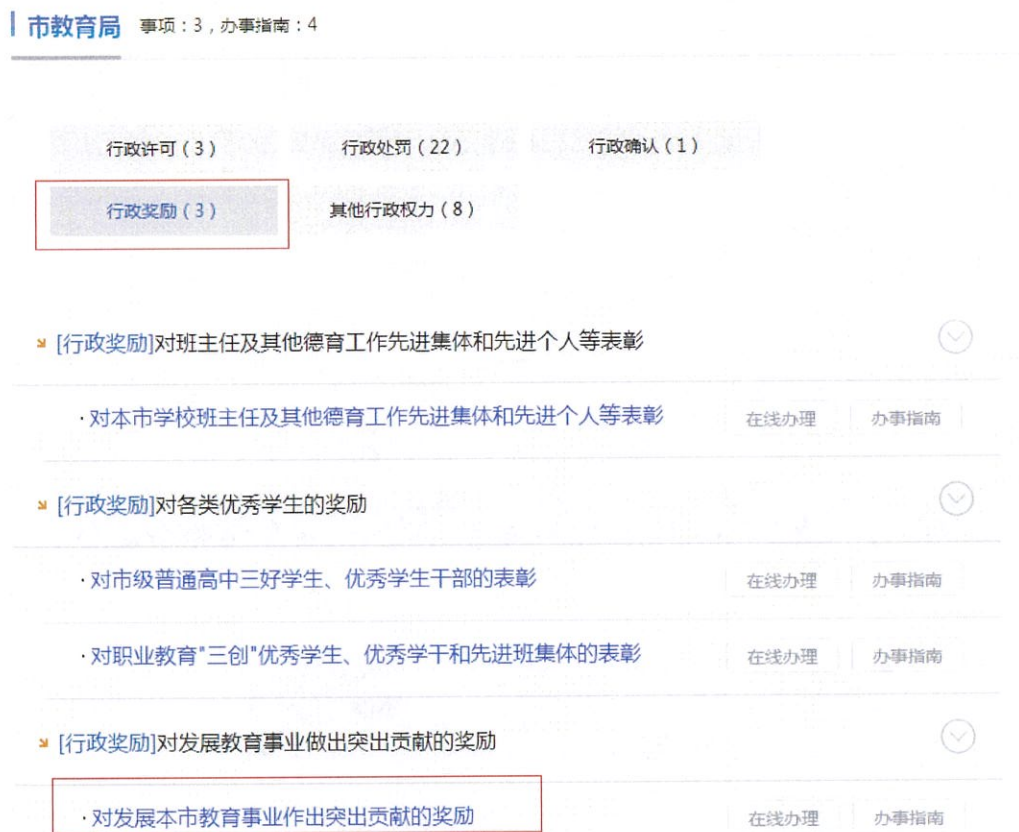 市教育局 事项：3，办事指南：4
行政许可（3） 行政处罚（22） 行政确认（1）
行政奖励（3） 其他行政权力（8）
[行政奖励]对班主任及其他德育工作先进集体和先进个人等表彰
·对本市学校班主任及其他德育工作先进集体和先进个人等表彰 在线办理 办事指南
[行政奖励]对各类优秀学生的奖励
·对市级普通高中三好学生、优秀学生干部的表彰 在线办理 办事指南
·对职业教育"三创"优秀学生、优秀学干和先进班集体的表彰 在线办理 办事指南
[行政奖励]对发展教育事业做出突出贡献的奖励
·对发展本市教育事业作出突出贡献的奖励 在线办理 办事指南